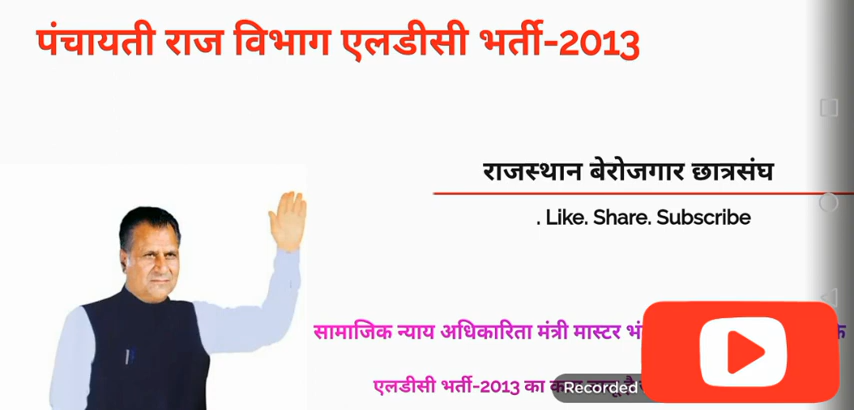 पंचायती राज विभाग एलडीसी भर्ती-2013
राजस्थान बेरोजगार छात्रसंघ
. Like. Share. Subscribe
सामाजिक न्याय अधिकारिता मंत्री मास्टर के
एलडीसी भर्ती-2013 का
Recorded